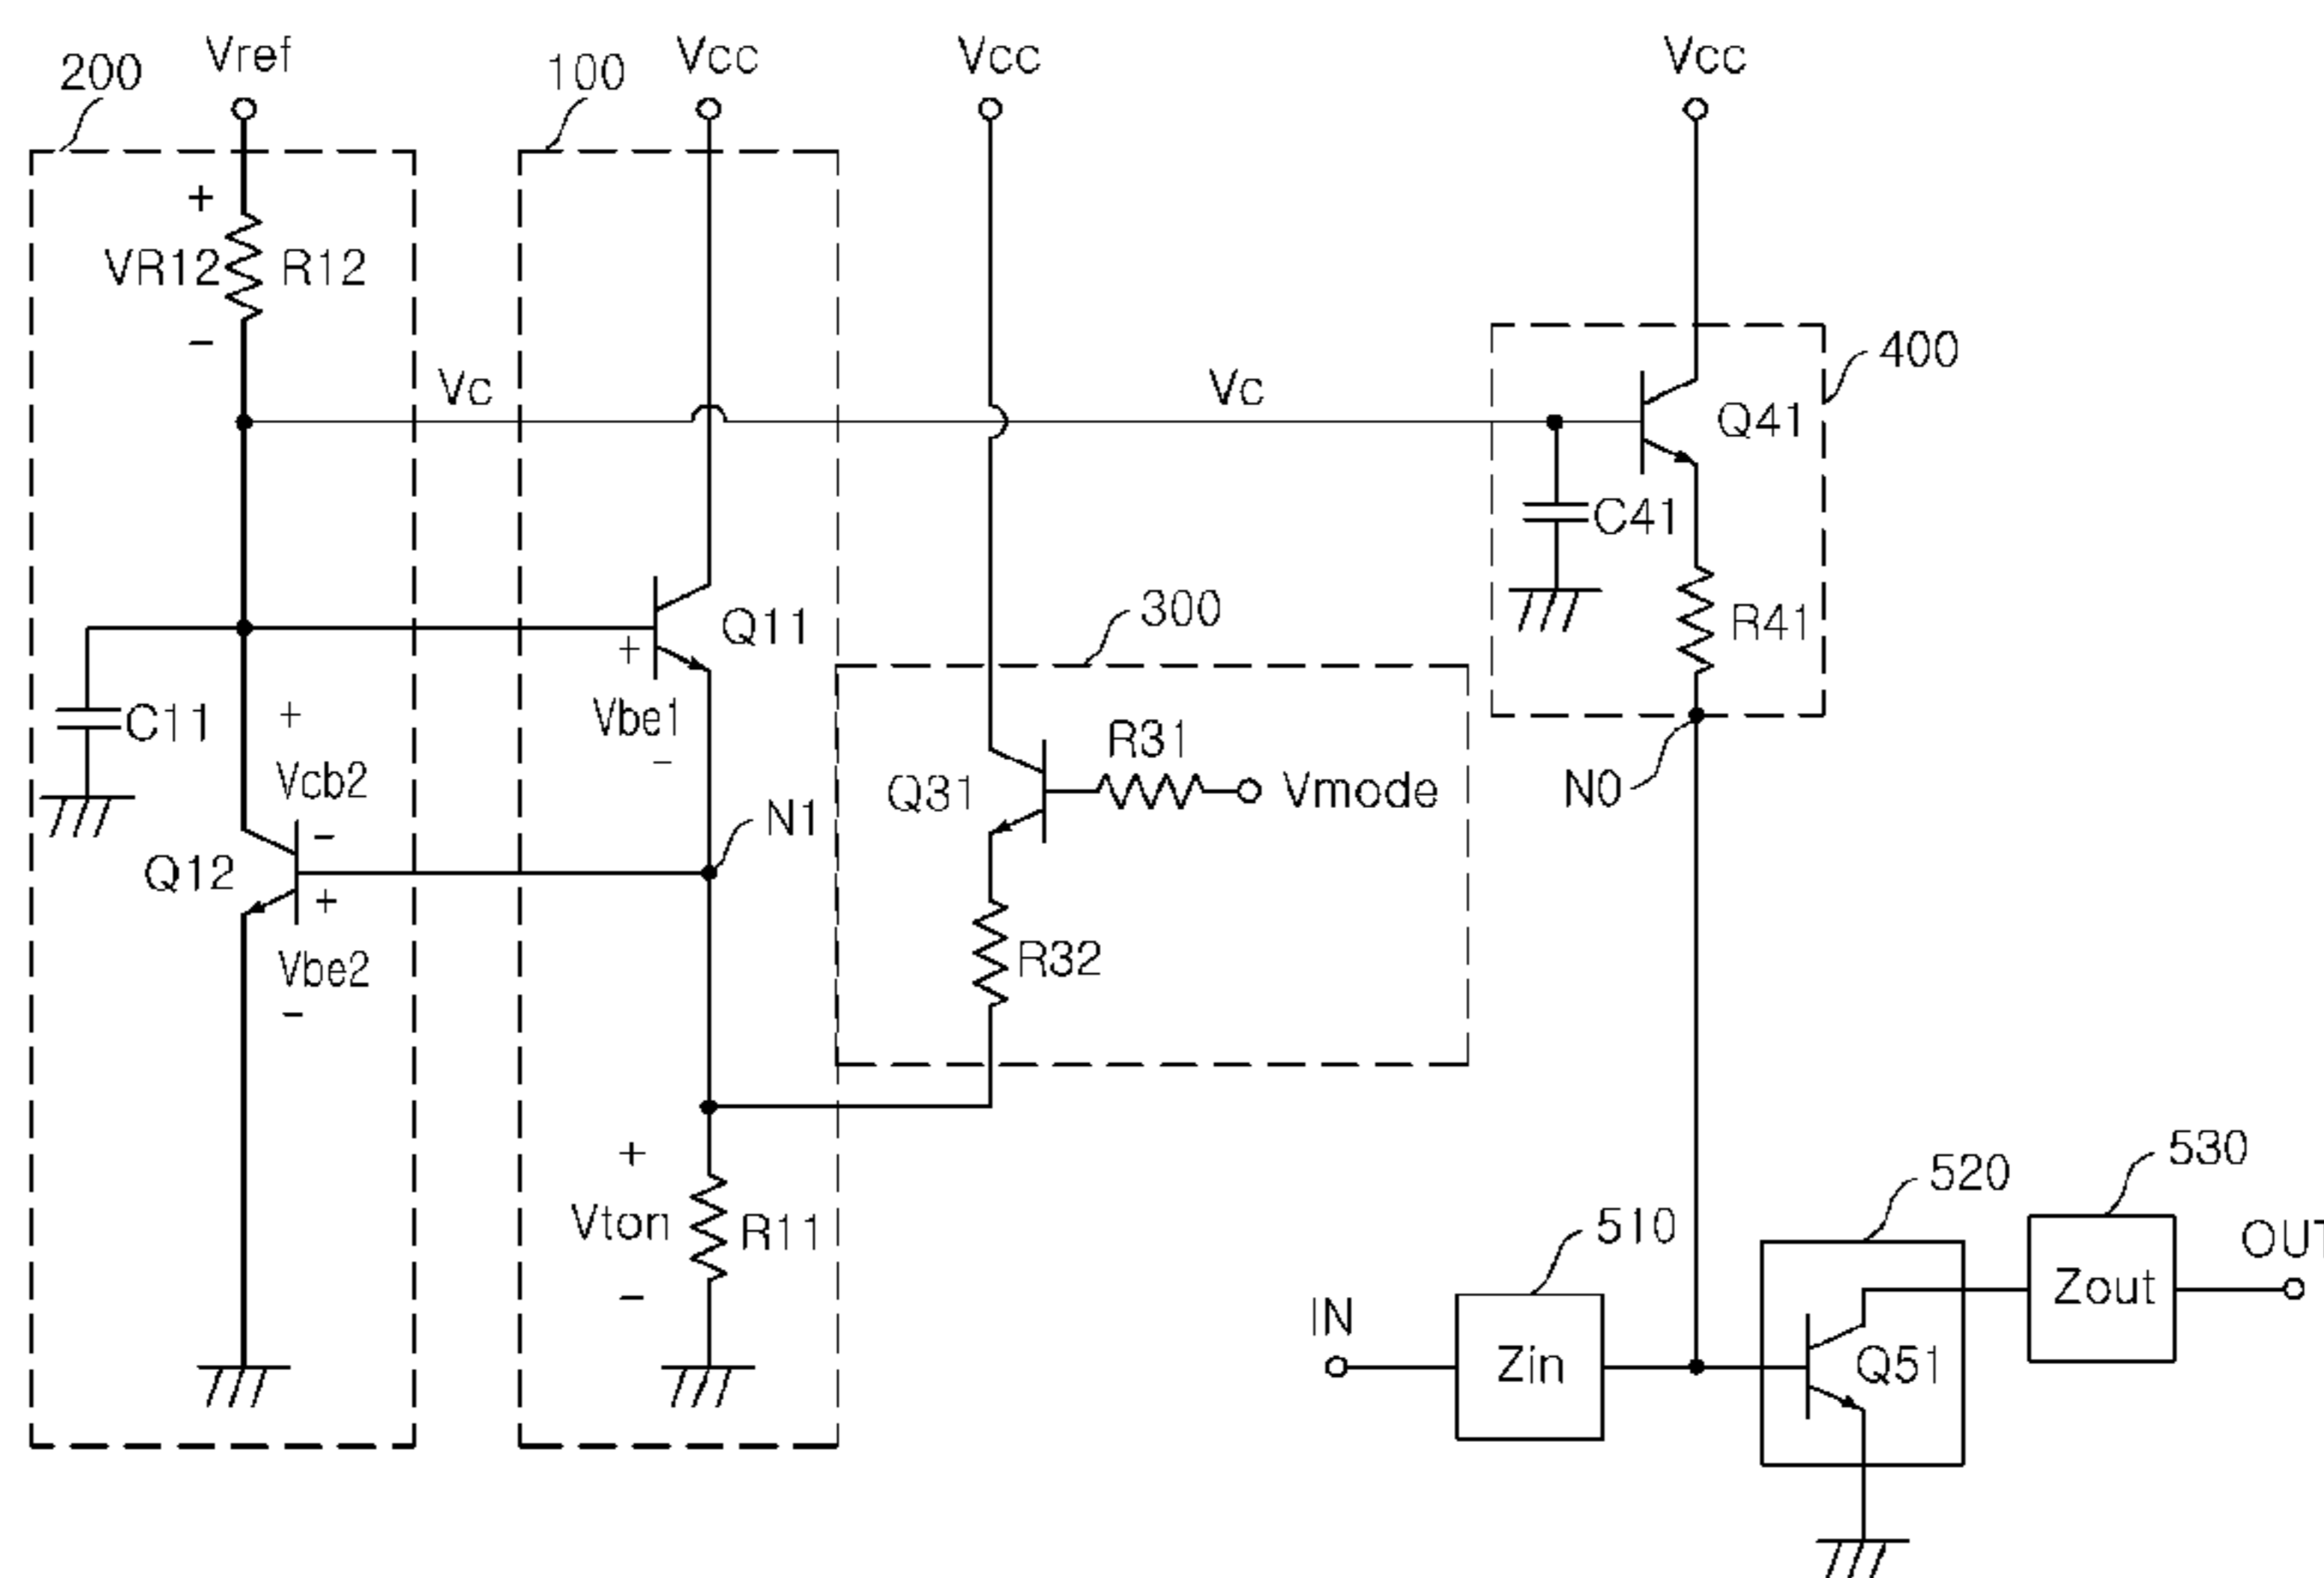 200
Vref
100
Vcc
Vcc
Vcc
+
VR12
R12
-
Vc
Vc
400
Q41
C41
R41
Q11
+
Vbe1
-
300
C11
+
Vcb2
-
Q12
+
Vbe2
-
N1
R31
Q31
Vmode
N0
R32
+
Vton
R11
-
510
520
530
OUT
IN
Zin
Q51
Zout